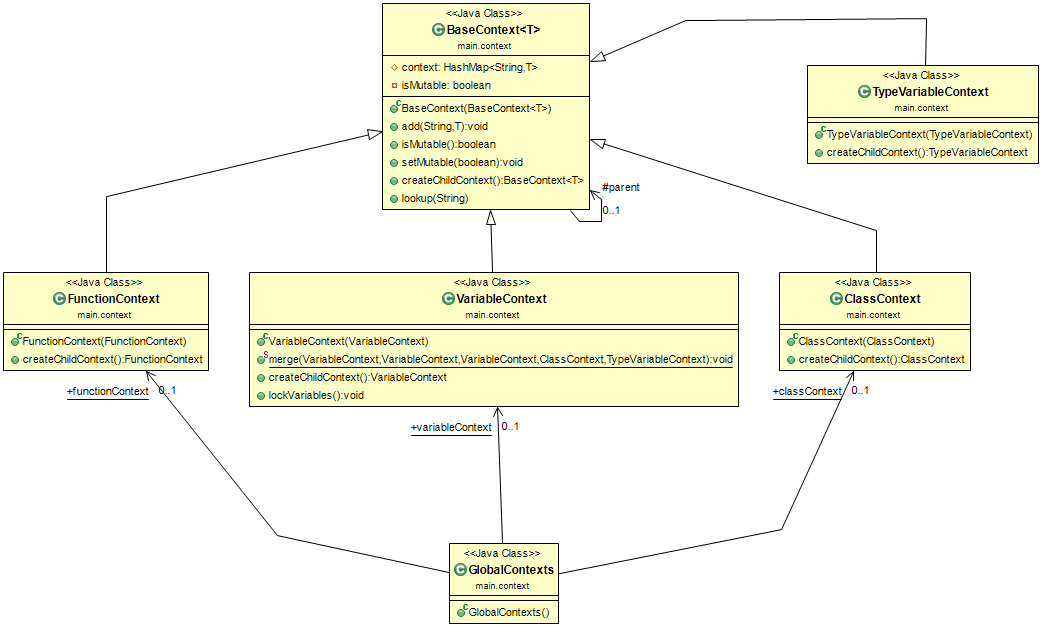 <<Java Class>>
BaseContext<T>
main.context
context: HashMap<String,T>
isMutable: boolean
BaseContext(BaseContext<T>)
add(String,T):void
isMutable():boolean
setMutable(boolean):void
createChildContext():BaseContext<T>
lookup(String)
<<Java Class>>
TypeVariableContext
main.context
TypeVariableContext(TypeVariableContext)
createChildContext():TypeVariableContext
#parent
0..1
<<Java Class>>
FunctionContext
main.context
FunctionContext(FunctionContext)
createChildContext():FunctionContext
<<Java Class>>
VariableContext
main.context
VariableContext(VariableContext)
merge(VariableContext,VariableContext,VariableContext,ClassContext,TypeVariableContext):void
createChildContext():VariableContext
lockVariables():void
<<Java Class>>
ClassContext
main.context
ClassContext(ClassContext)
createChildContext():ClassContext
+functionContext
0..1
+variableContext
0..1
+classContext
0..1
<<Java Class>>
GlobalContexts
main.context
GlobalContexts()